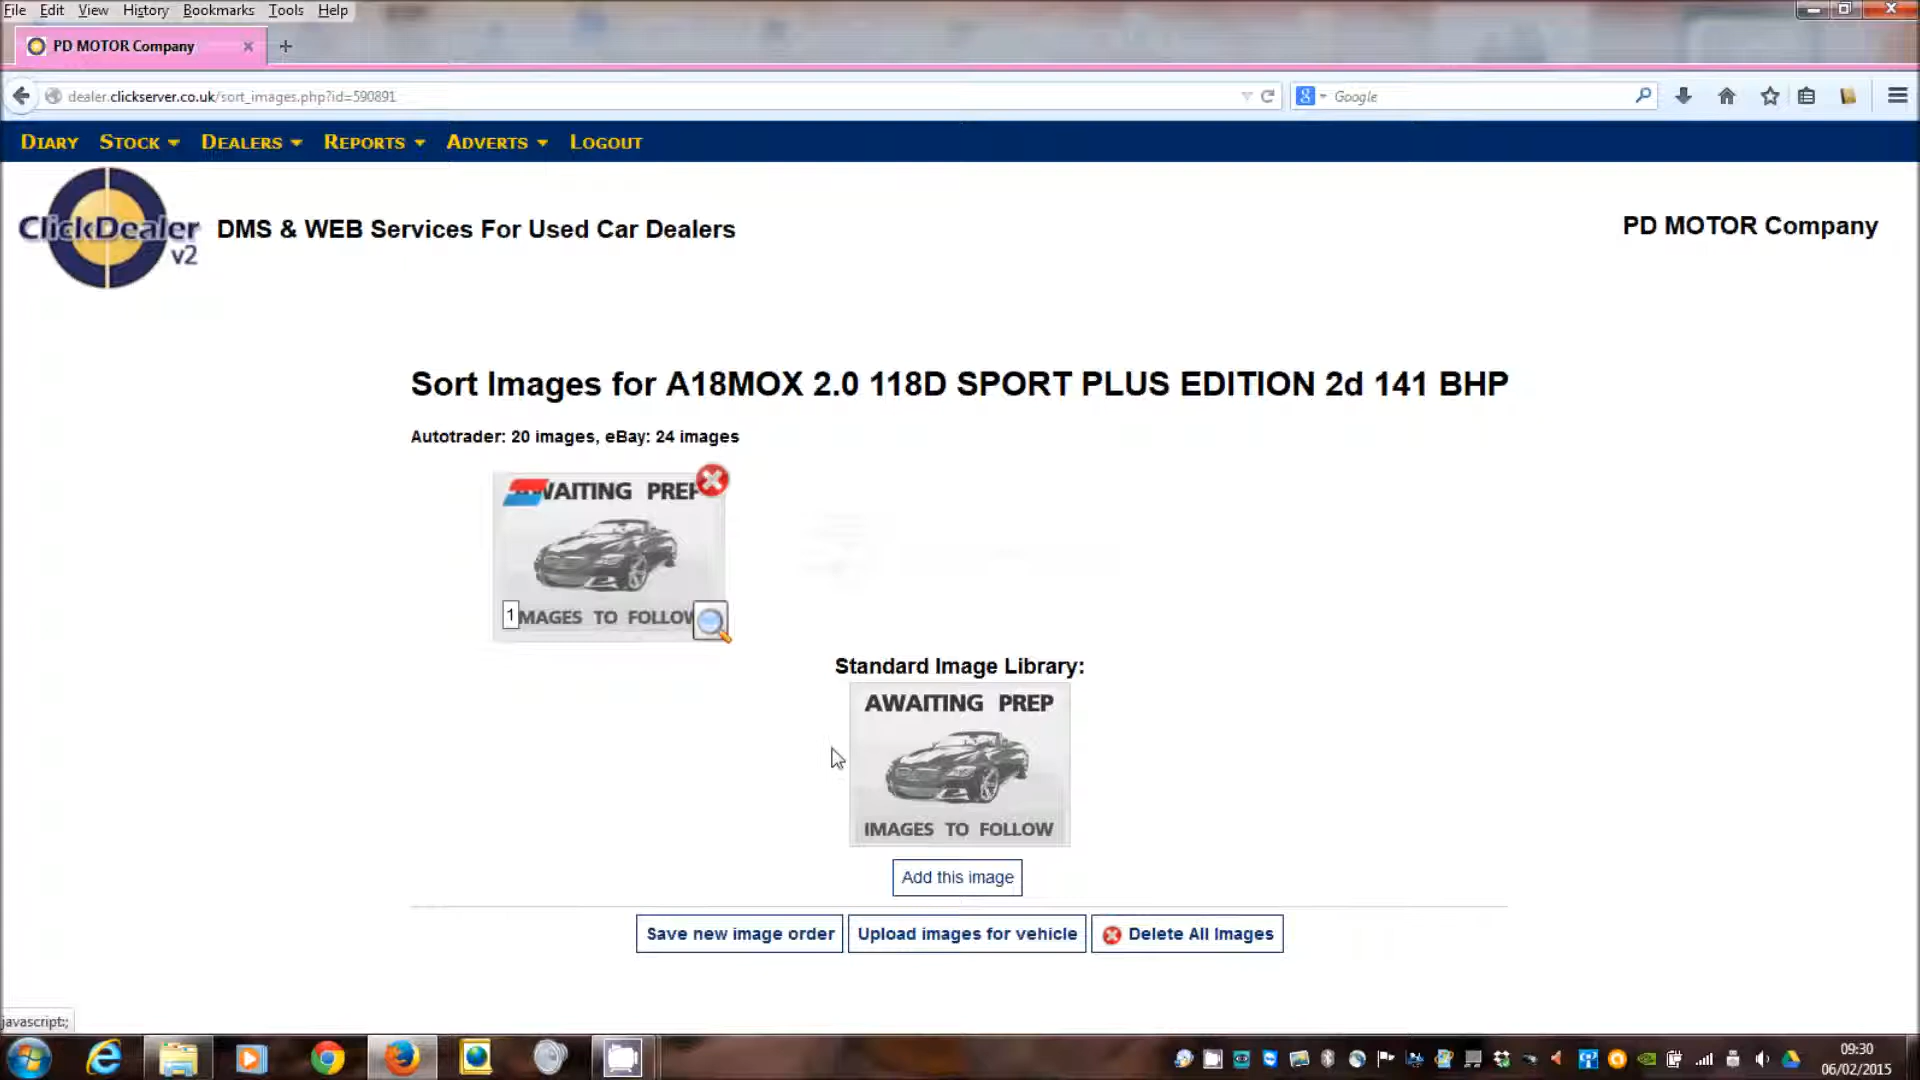 File Edit View History Bookmarks Tools Help
PD MOTOR Company
dealer.clickserver.co.uk/sort_images.php?id=590891
Google
DIARY STOCK DEALERS REPORTS ADVERTS LOGOUT
ClickDealer v2
DMS & WEB Services For Used Car Dealers
PD MOTOR Company
Sort Images for A18MOX 2.0 118D SPORT PLUS EDITION 2d 141 BHP
Autotrader: 20 images, eBay: 24 images
AWAITING PREP
1
IMAGES TO FOLLOW
Standard Image Library:
AWAITING PREP
IMAGES TO FOLLOW
Add this image
Save new image order
Upload images for vehicle
Delete All Images
javascript:;
09:30
06/02/2015